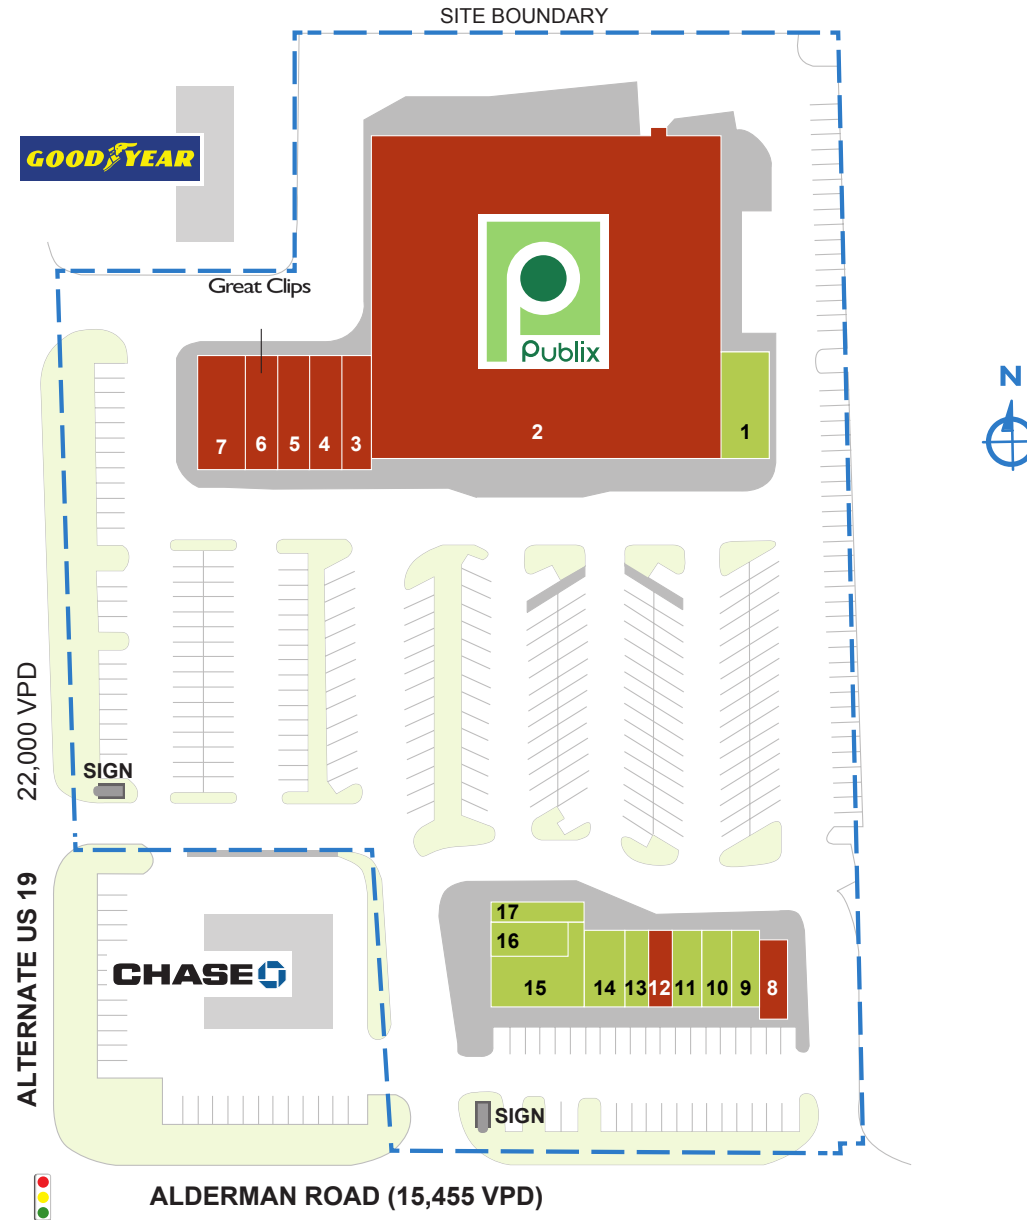 SITE BOUNDARY
GOODYEAR
Great Clips
Publix
7
6
5
4
3
2
1
N
22,000 VPD
SIGN
ALTERNATE US 19
CHASE
17
16
15
14
13
12
11
10
9
8
SIGN
ALDERMAN ROAD (15,455 VPD)